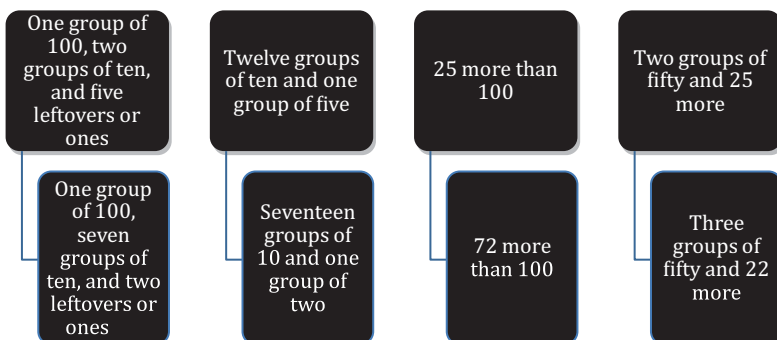 One group of
100, two
groups of ten,
and five
leftovers or
ones
Twelve groups
of ten and one
group of five
25 more than
100
Two groups of
fifty and 25
more
One group
of 100,
seven
groups of
ten, and two
leftovers or
ones
Seventeen
groups of
10 and one
group of
two
72 more
than 100
Three
groups of
fifty and 22
more